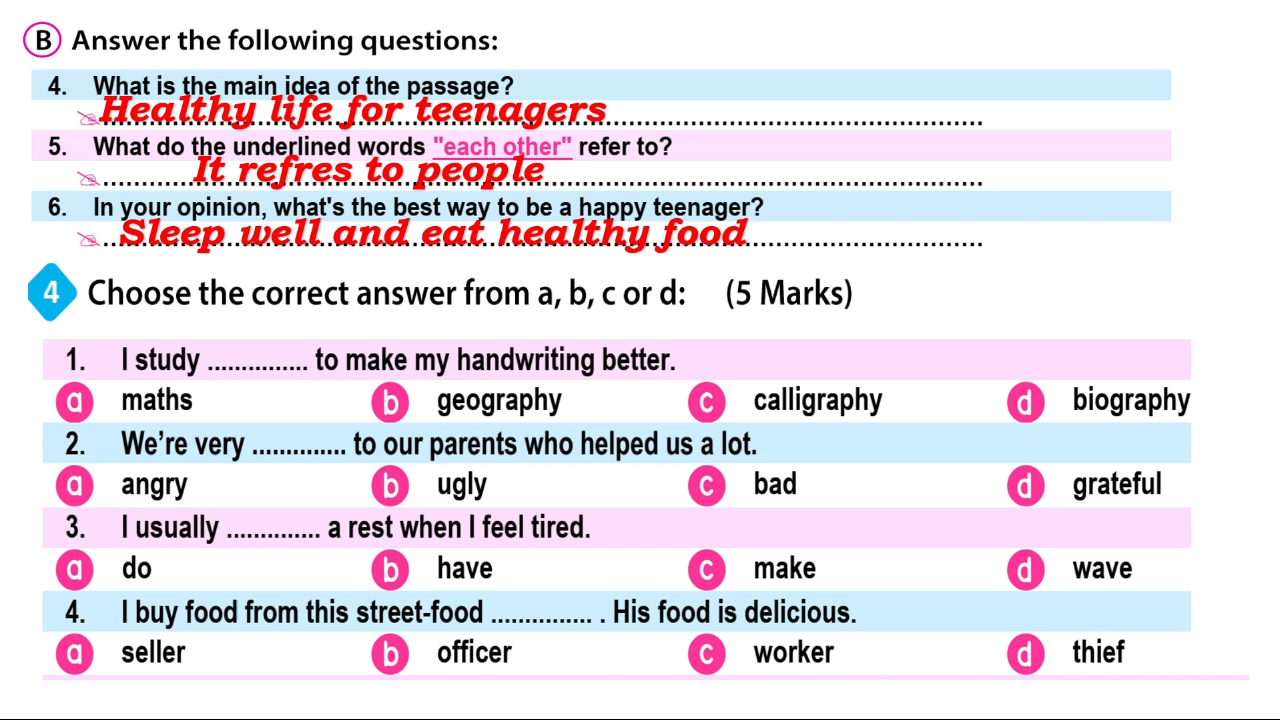 B Answer the following questions:
4. What is the main idea of the passage?
Healthy life for teenagers
5. What do the underlined words "each other" refer to?
It refres to people
6. In your opinion, what's the best way to be a happy teenager?
Sleep well and eat healthy food
4 Choose the correct answer from a, b, c or d: (5 Marks)
1. I study .............. to make my handwriting better.
a maths b geography c calligraphy d biography
2. We're very .............. to our parents who helped us a lot.
a angry b ugly c bad d grateful
3. I usually .............. a rest when I feel tired.
a do b have c make d wave
4. I buy food from this street-food ............... . His food is delicious.
a seller b officer c worker d thief